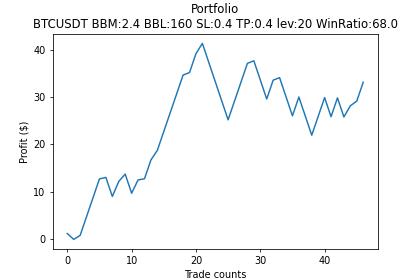 Portfolio
BTCUSDT BBM:2.4 BBL:160 SL:0.4 TP:0.4 lev:20 WinRatio:68.0
40
30
20
10
0
Profit ($)
0
10
20
30
40
Trade counts